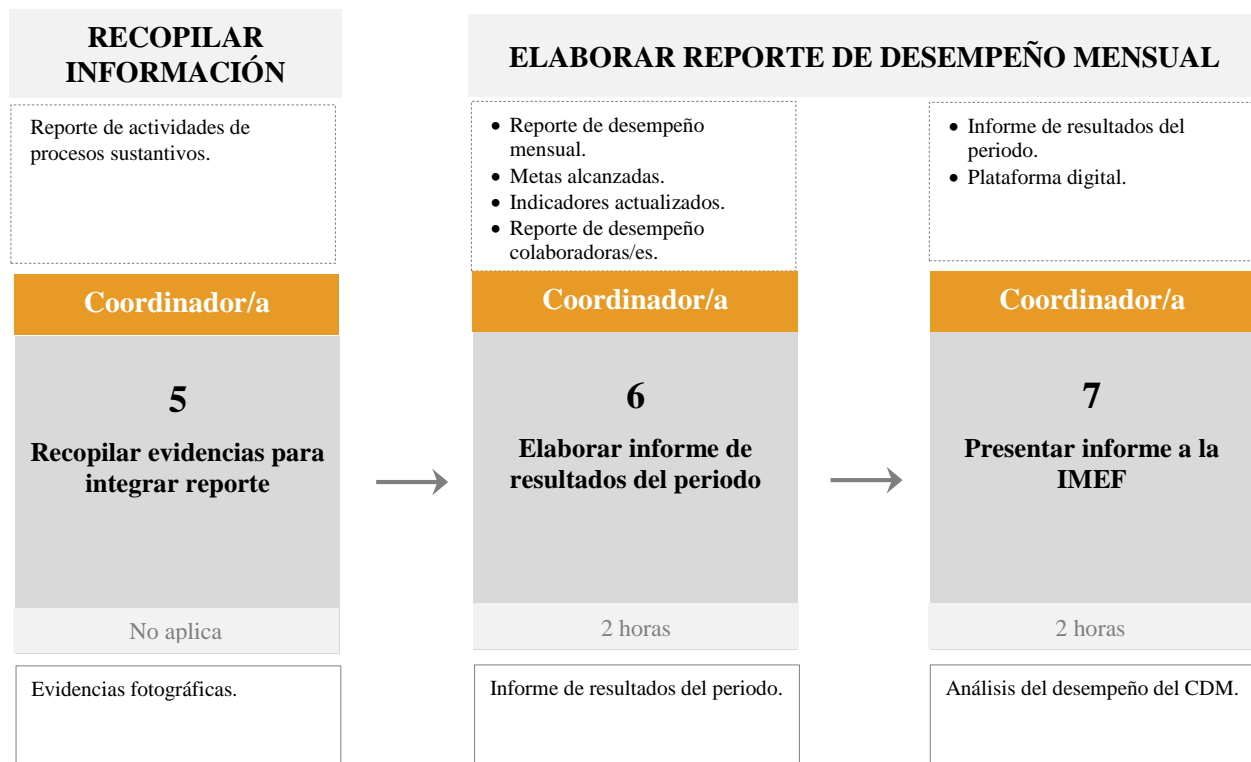 RECOPILAR
INFORMACIÓN
ELABORAR REPORTE DE DESEMPEÑO MENSUAL
Reporte de actividades de
procesos sustantivos.
• Reporte de desempeño
mensual.
• Metas alcanzadas.
• Indicadores actualizados.
• Reporte de desempeño
colaboradoras/es.
• Informe de resultados del
periodo.
• Plataforma digital.
Coordinador/a
5
Recopilar evidencias para
integrar reporte
No aplica
Evidencias fotográficas.
Coordinador/a
6
Elaborar informe de
resultados del periodo
2 horas
Informe de resultados del periodo.
Coordinador/a
7
Presentar informe a la
IMEF
2 horas
Análisis del desempeño del CDM.